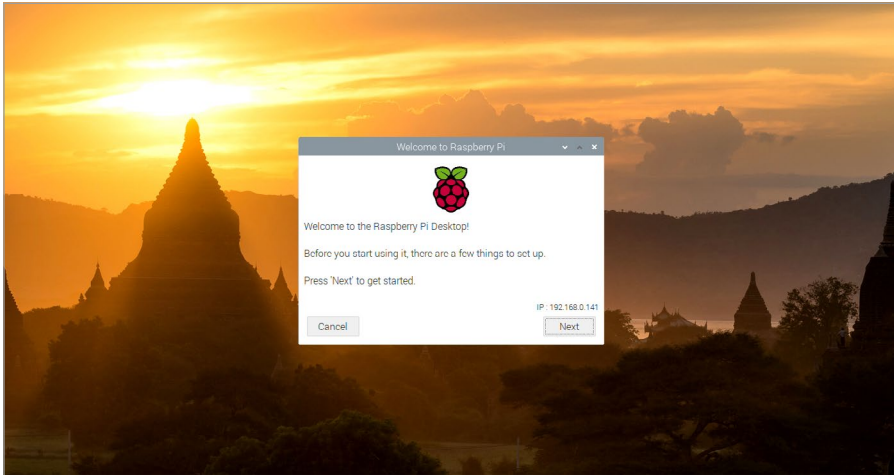 Welcome to Raspberry Pi
Welcome to the Raspberry Pi Desktop!
Before you start using it, there are a few things to set up.
Press 'Next' to get started.
IP : 192.168.0.141
Cancel
Next